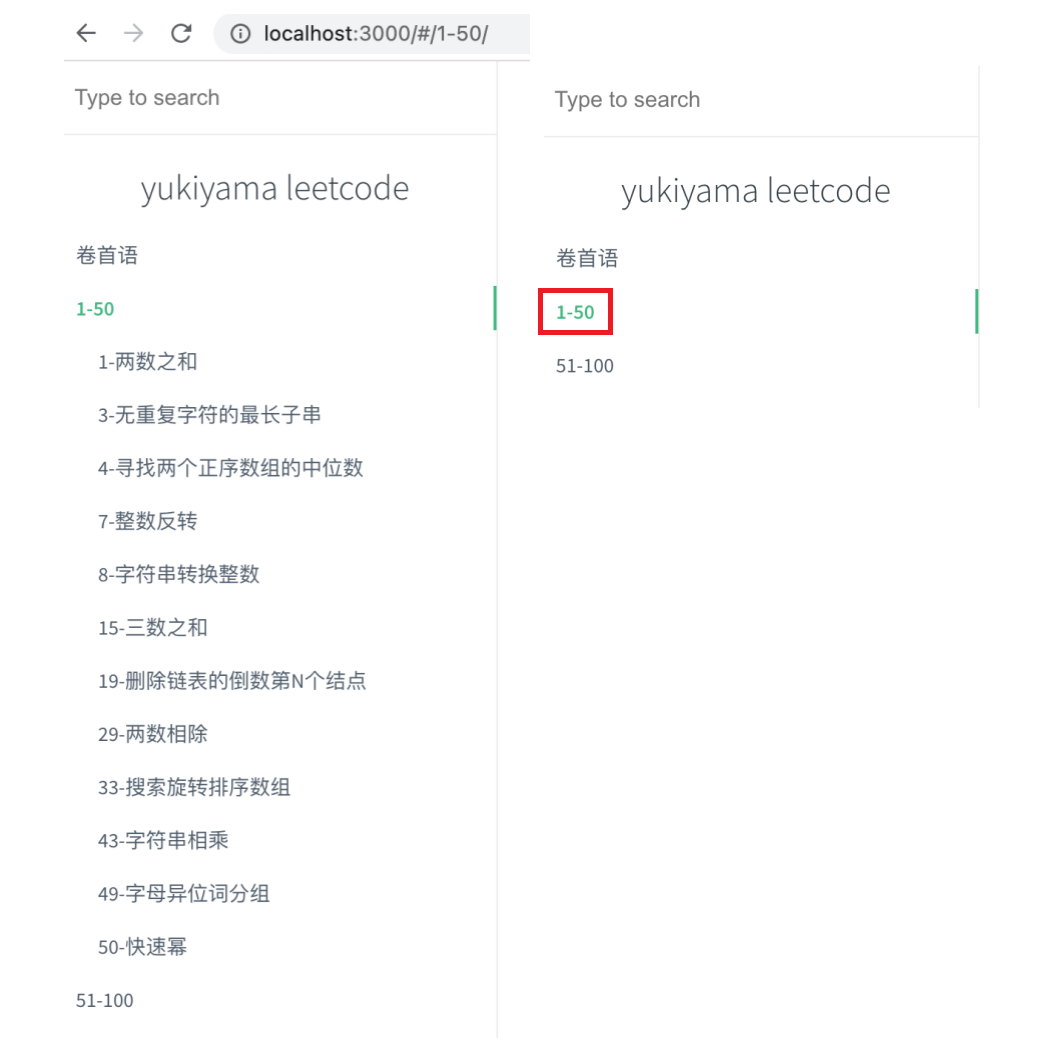 localhost:3000/#/1-50/
Type to search
yukiyama leetcode
卷首语
1-50
1-两数之和
3-无重复字符的最长子串
4-寻找两个正序数组的中位数
7-整数反转
8-字符串转换整数
15-三数之和
19-删除链表的倒数第N个结点
29-两数相除
33-搜索旋转排序数组
43-字符串相乘
49-字母异位词分组
50-快速幂
51-100
Type to search
yukiyama leetcode
卷首语
1-50
51-100